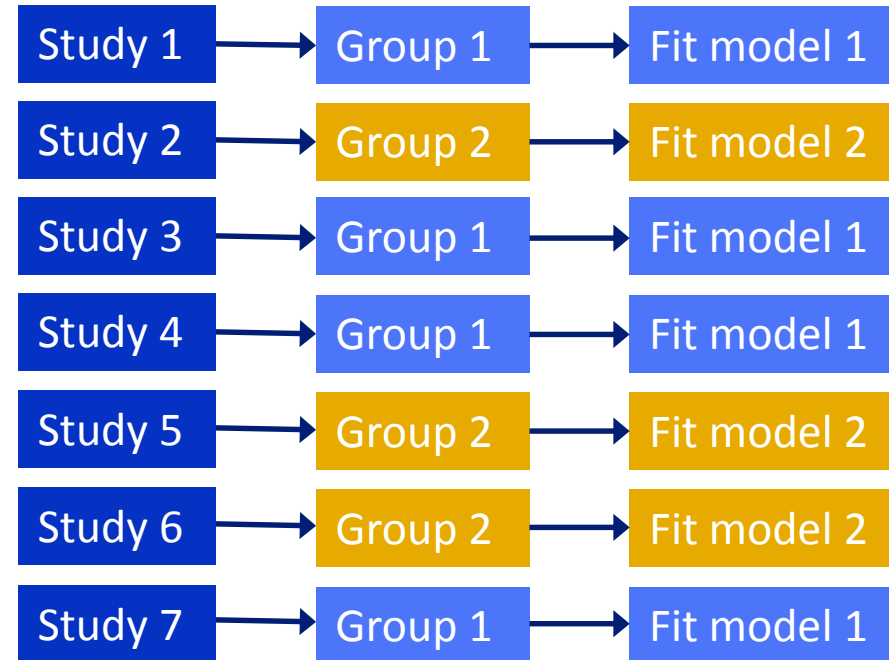 Study 1 Group 1 Fit model 1
Study 2 Group 2 Fit model 2
Study 3 Group 1 Fit model 1
Study 4 Group 1 Fit model 1
Study 5 Group 2 Fit model 2
Study 6 Group 2 Fit model 2
Study 7 Group 1 Fit model 1